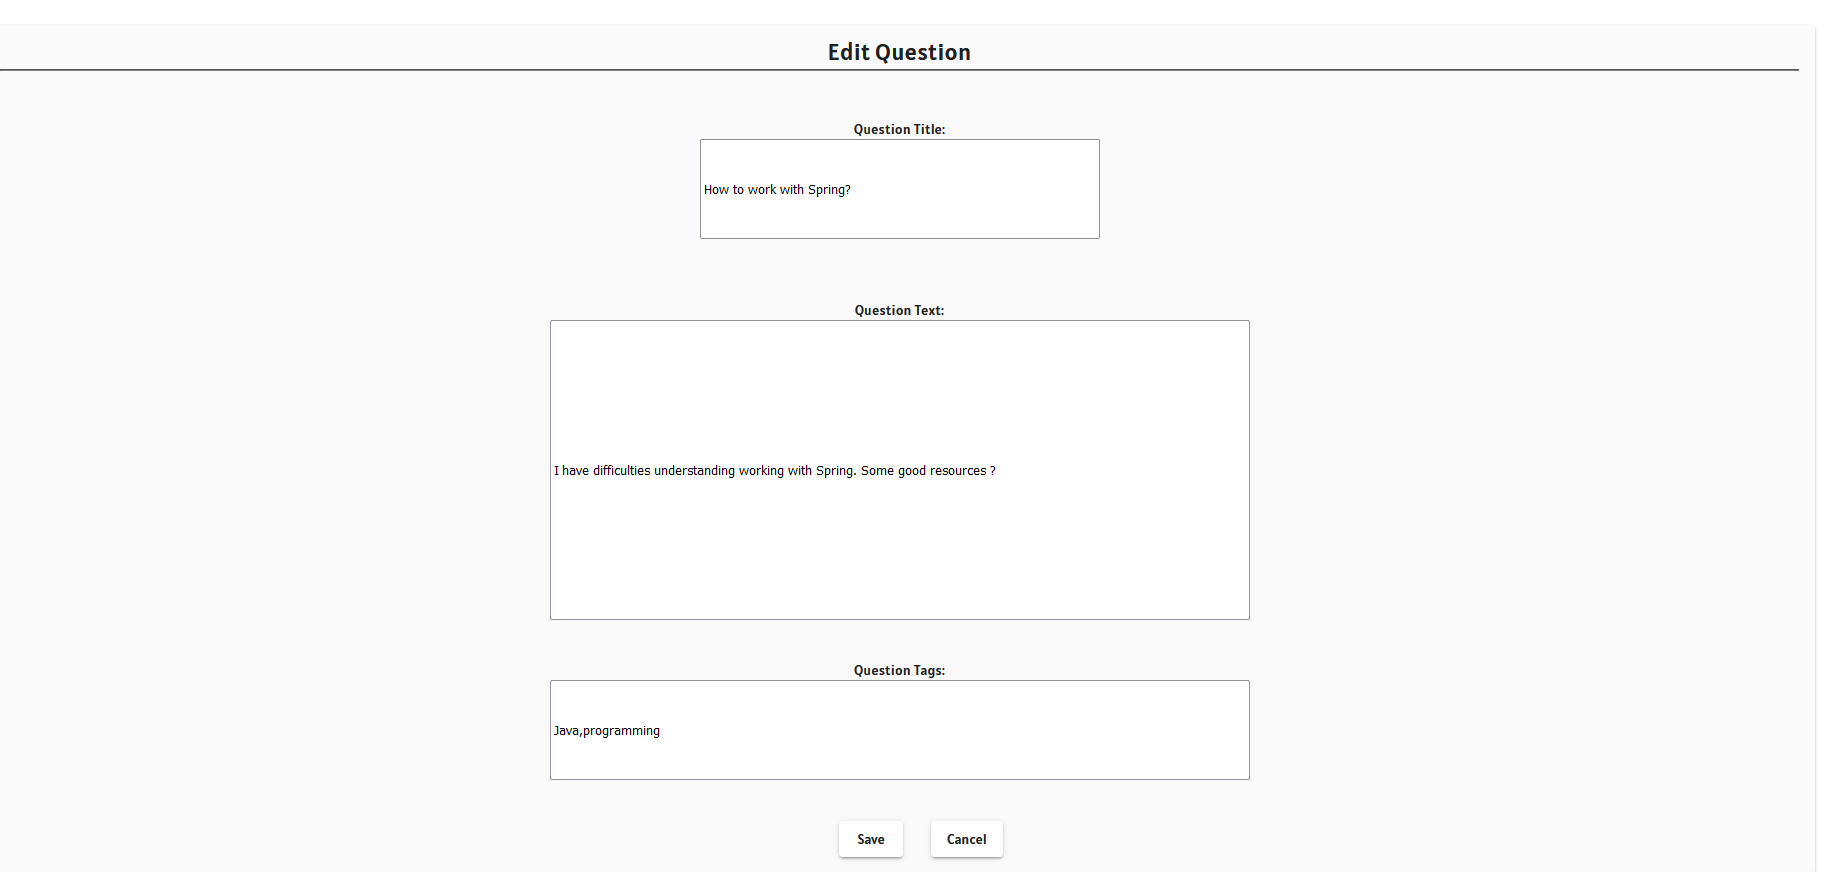 Edit Question
Question Title:
How to work with Spring?
Question Text:
I have difficulties understanding working with Spring. Some good resources ?
Question Tags:
Java,programming
Save
Cancel